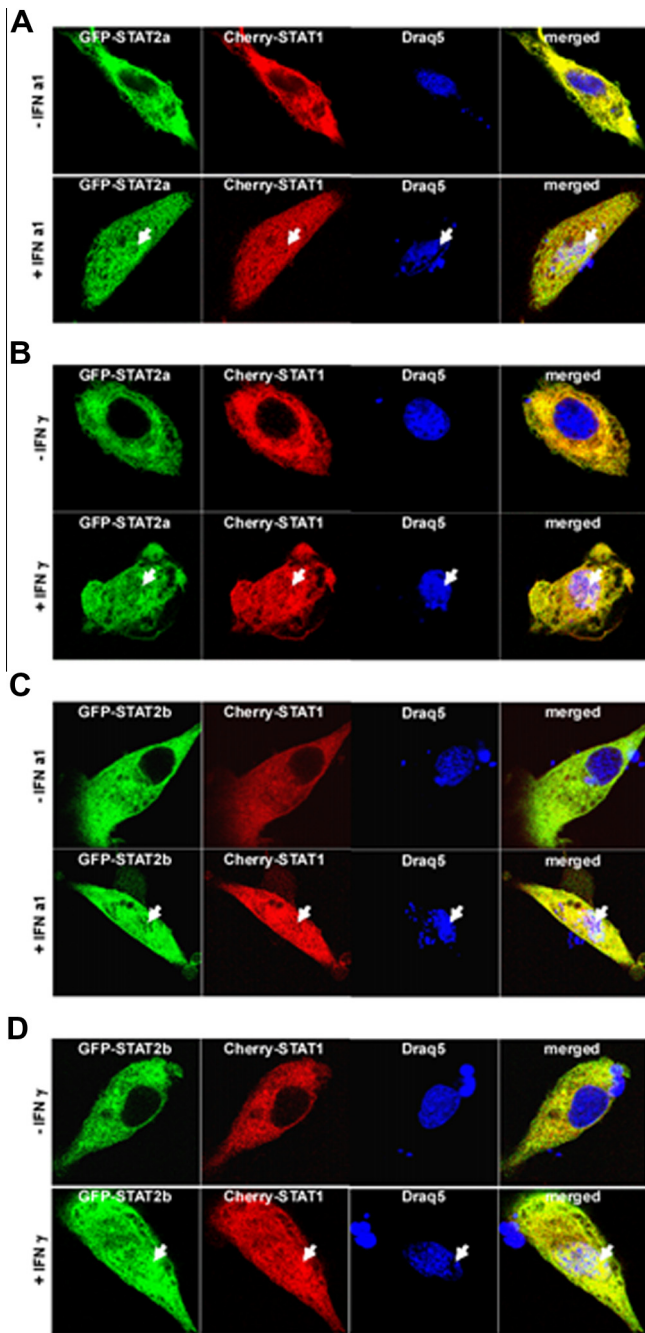 A
GFP-STAT2a Cherry-STAT1 Draq5 merged
- IFN a1
GFP-STAT2a Cherry-STAT1 Draq5 merged
+ IFN a1
B
GFP-STAT2a Cherry-STAT1 Draq5 merged
- IFN γ
GFP-STAT2a Cherry-STAT1 Draq5 merged
+ IFN γ
C
GFP-STAT2b Cherry-STAT1 Draq5 merged
- IFN a1
GFP-STAT2b Cherry-STAT1 Draq5 merged
+ IFN a1
D
GFP-STAT2b Cherry-STAT1 Draq5 merged
- IFN γ
GFP-STAT2b Cherry-STAT1 Draq5 merged
+ IFN γ